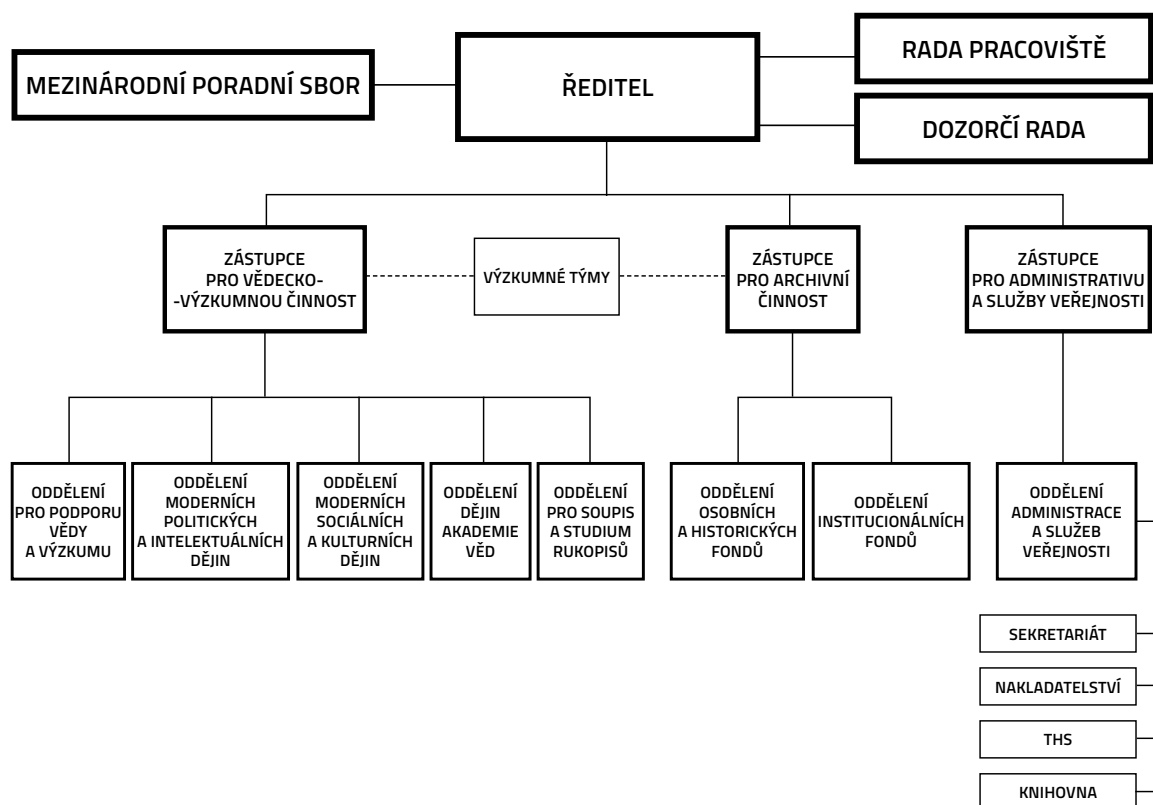 MEZINÁRODNÍ PORADNÍ SBOR
ŘEDITEL
RADA PRACOVIŠTĚ
DOZORČÍ RADA
ZÁSTUPCE
PRO VĚDECKO-
-VÝZKUMNOU ČINNOST
VÝZKUMNÉ TÝMY
ZÁSTUPCE
PRO ARCHIVNÍ
ČINNOST
ZÁSTUPCE
PRO ADMINISTRATIVU
A SLUŽBY VEŘEJNOSTI
ODDĚLENÍ
PRO PODPORU
VĚDY
A VÝZKUMU
ODDĚLENÍ
MODERNÍCH
POLITICKÝCH
A INTELEKTUÁLNÍCH
DĚJIN
ODDĚLENÍ
MODERNÍCH
SOCIÁLNÍCH
A KULTURNÍCH
DĚJIN
ODDĚLENÍ
DĚJIN
AKADEMIE
VĚD
ODDĚLENÍ
PRO SOUPIS
A STUDIUM
RUKOPISŮ
ODDĚLENÍ
OSOBNÍCH
A HISTORICKÝCH
FONDŮ
ODDĚLENÍ
INSTITUCIONÁLNÍCH
FONDŮ
ODDĚLENÍ
ADMINISTRACE
A SLUŽEB
VEŘEJNOSTI
SEKRETARIÁT
NAKLADATELSTVÍ
THS
KNIHOVNA